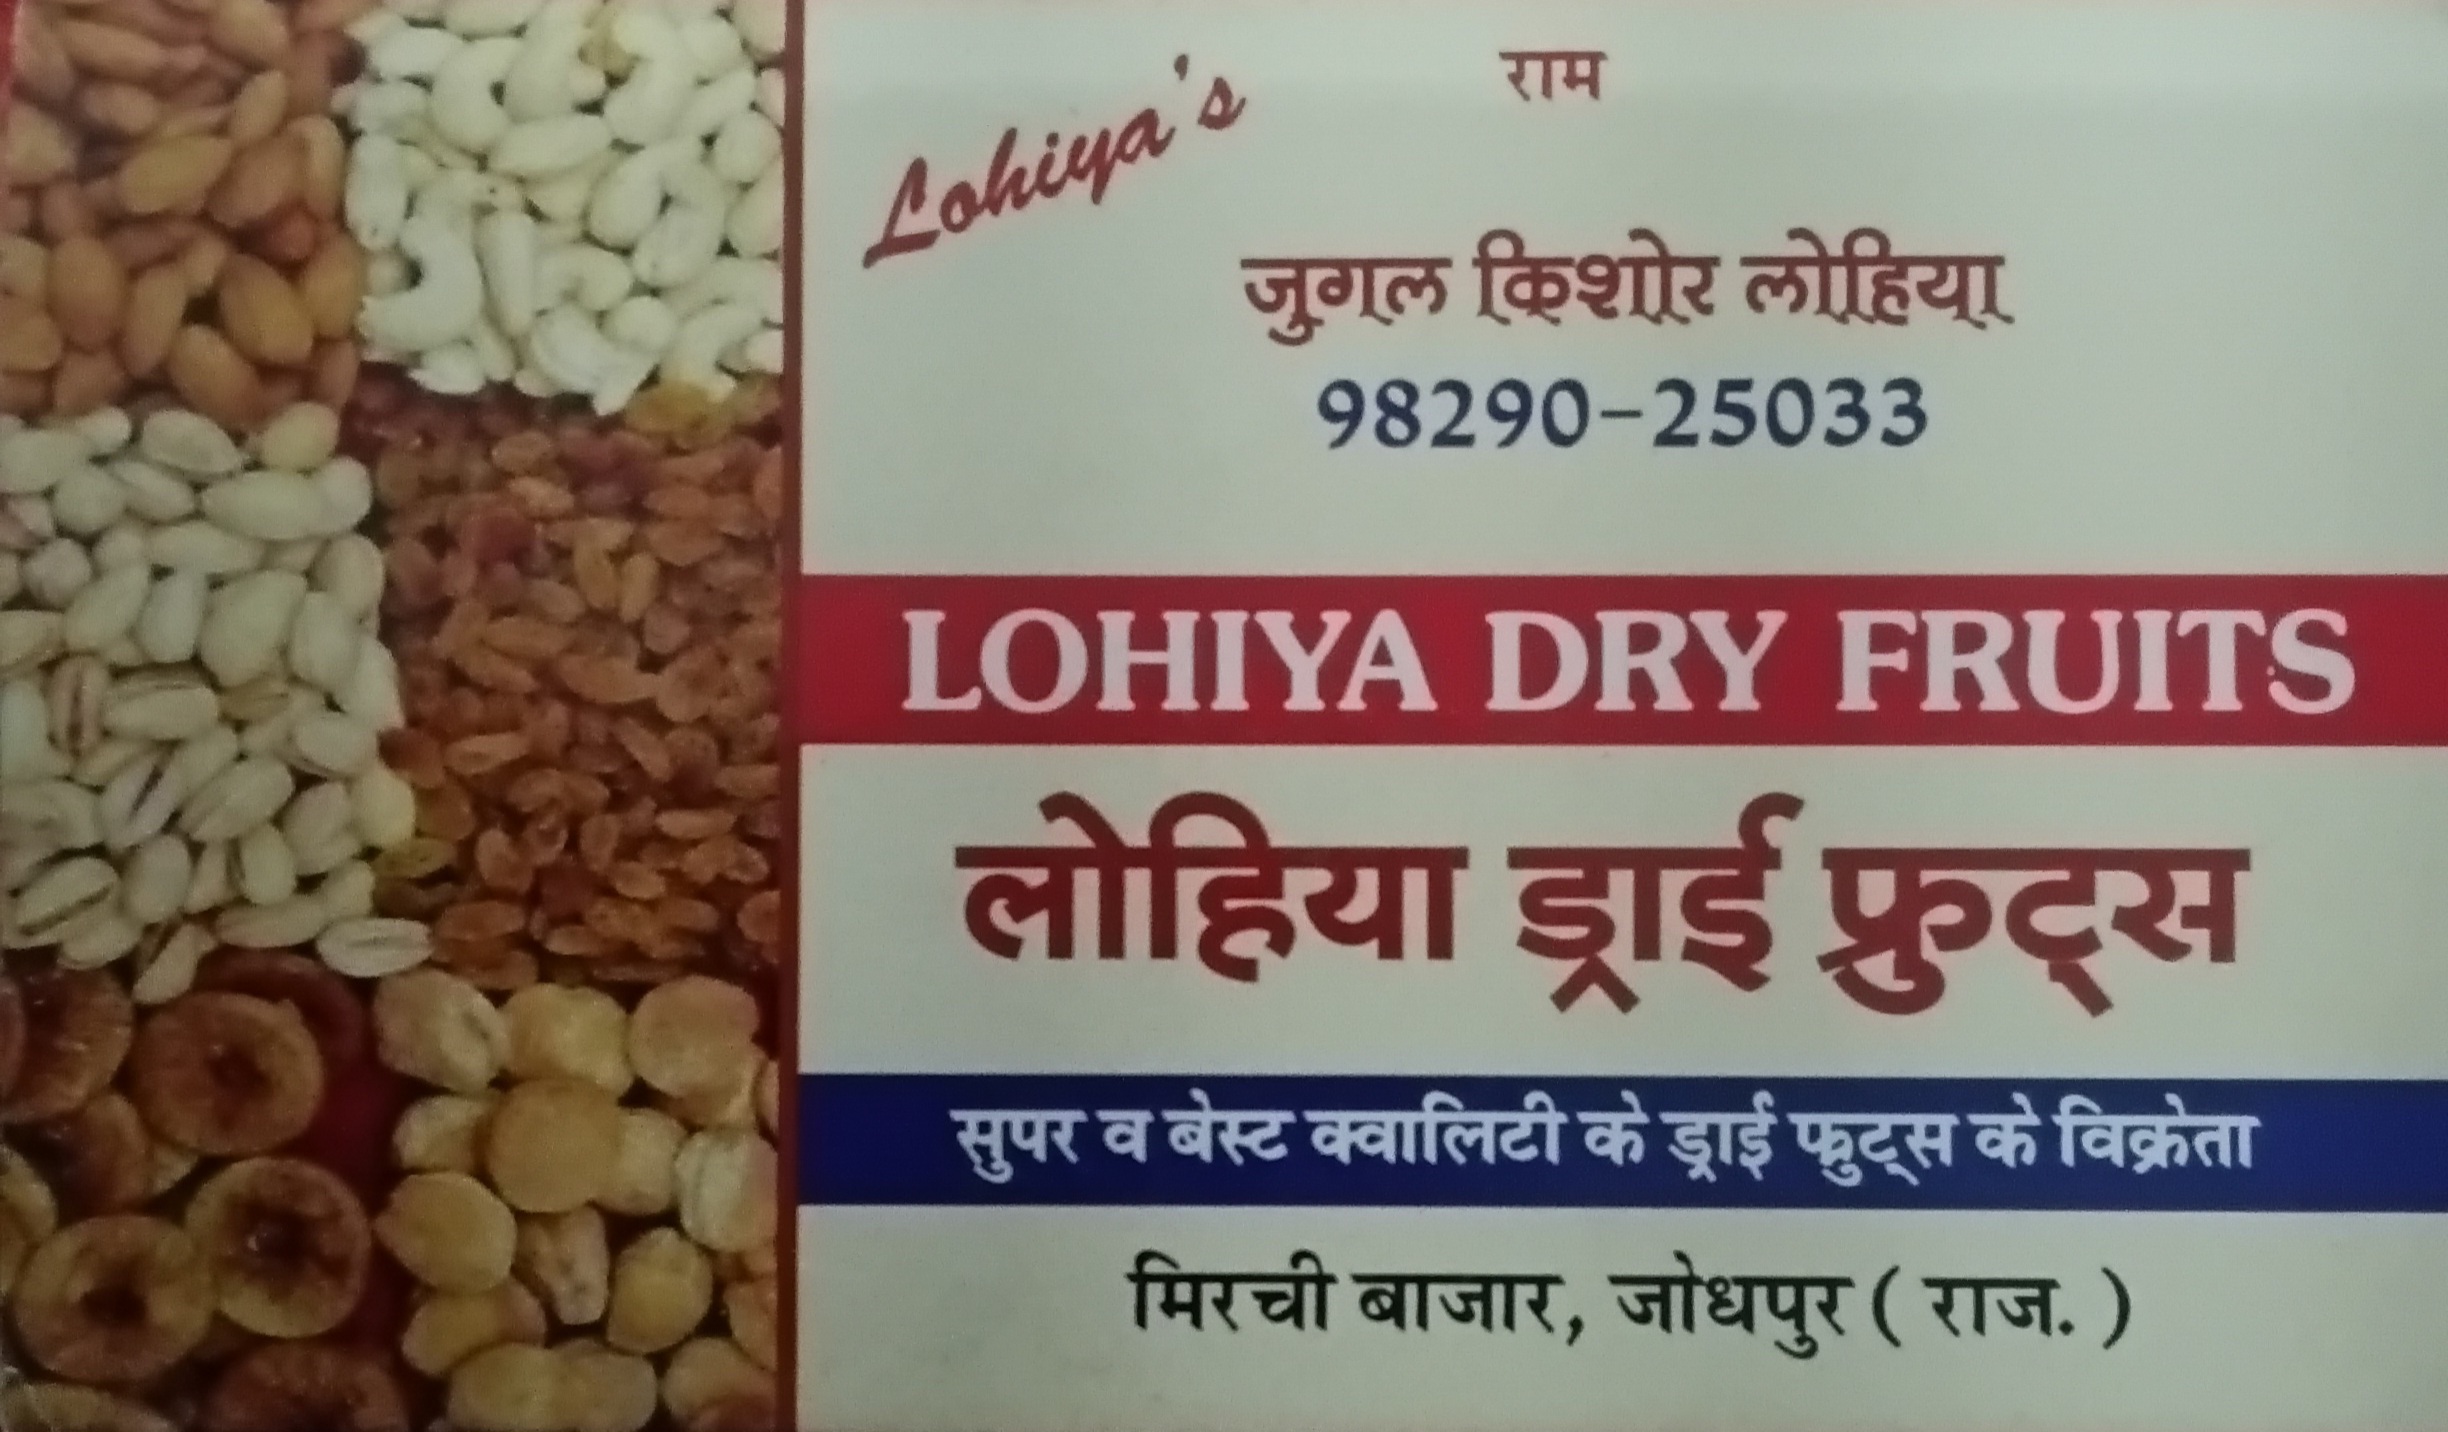 राम
Lohiya's
जुगल किशोर लोहिया
98290-25033
LOHIYA DRY FRUITS
लोहिया ड्राई फ्रुट्स
सुपर व बेस्ट क्वालिटी के ड्राई फ्रुट्स के विक्रेता
मिरची बाजार, जोधपुर ( राज. )